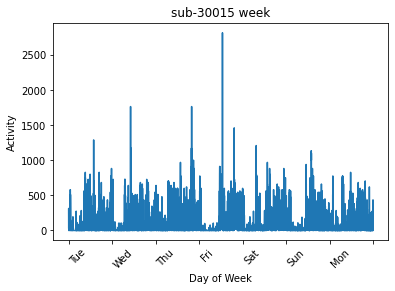 sub-30015 week
Activity
2500
2000
1500
1000
500
0
Tue
Wed
Thu
Fri
Sat
Sun
Mon
Day of Week